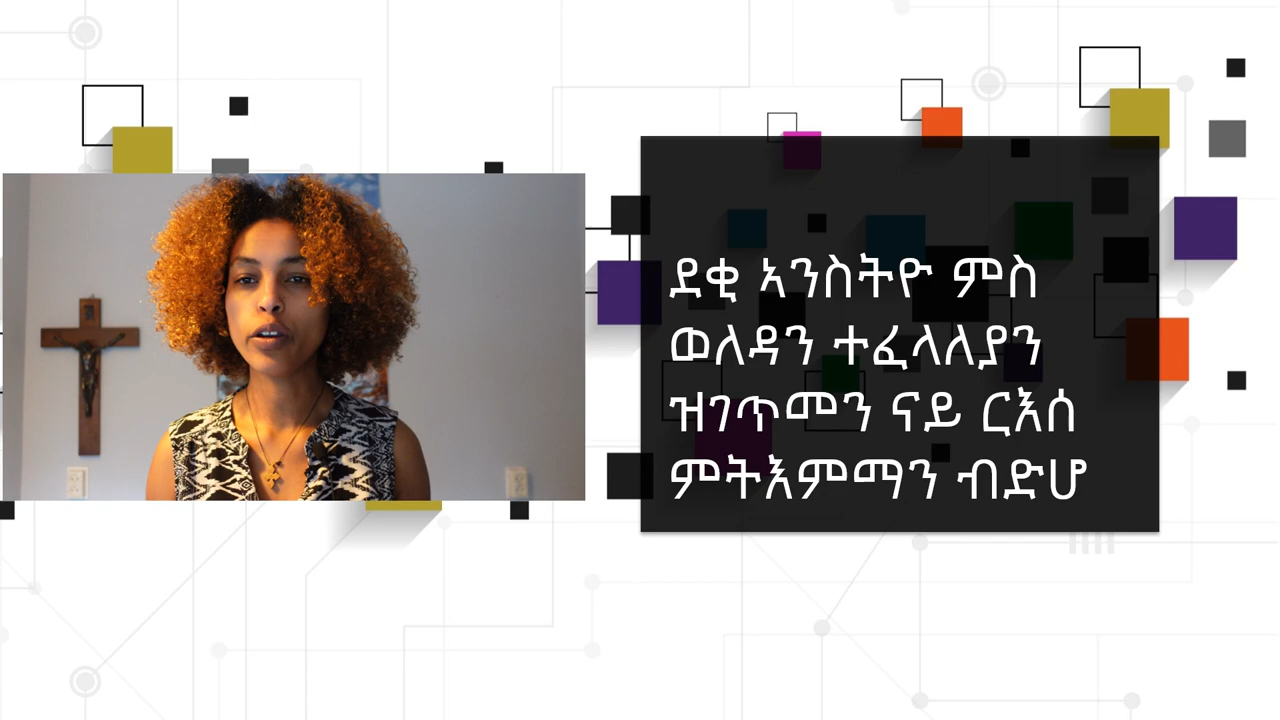 ደቂ ኣንስትዮ ምስ
ወለዳን ተፈላለያን
ዝገጥመን ናይ ርእሰ
ምትእምማን ብድሆ